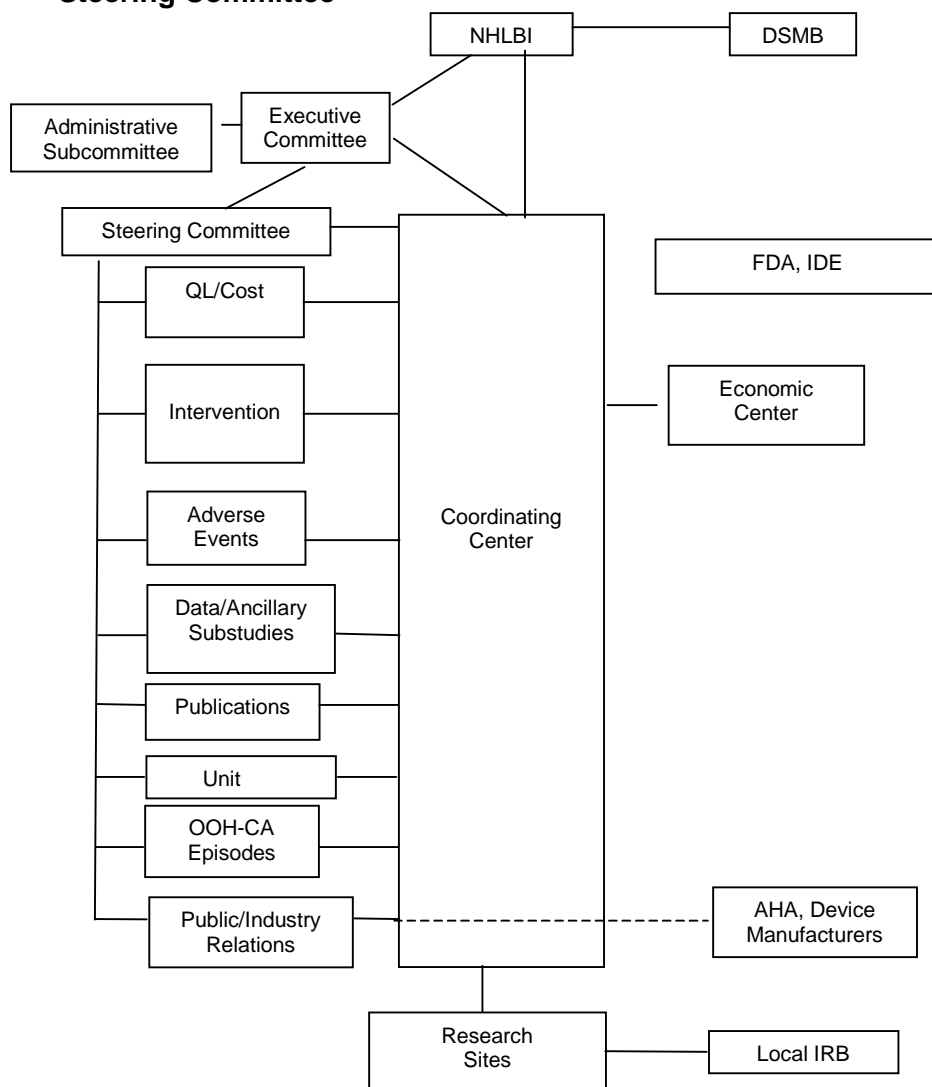 Steering Committee
NHLBI
DSMB
Executive
Committee
Administrative
Subcommittee
Steering Committee
FDA, IDE
QL/Cost
Economic
Center
Intervention
Adverse
Events
Coordinating
Center
Data/Ancillary
Substudies
Publications
Unit
OOH-CA
Episodes
Public/Industry
Relations
AHA, Device
Manufacturers
Research
Sites
Local IRB